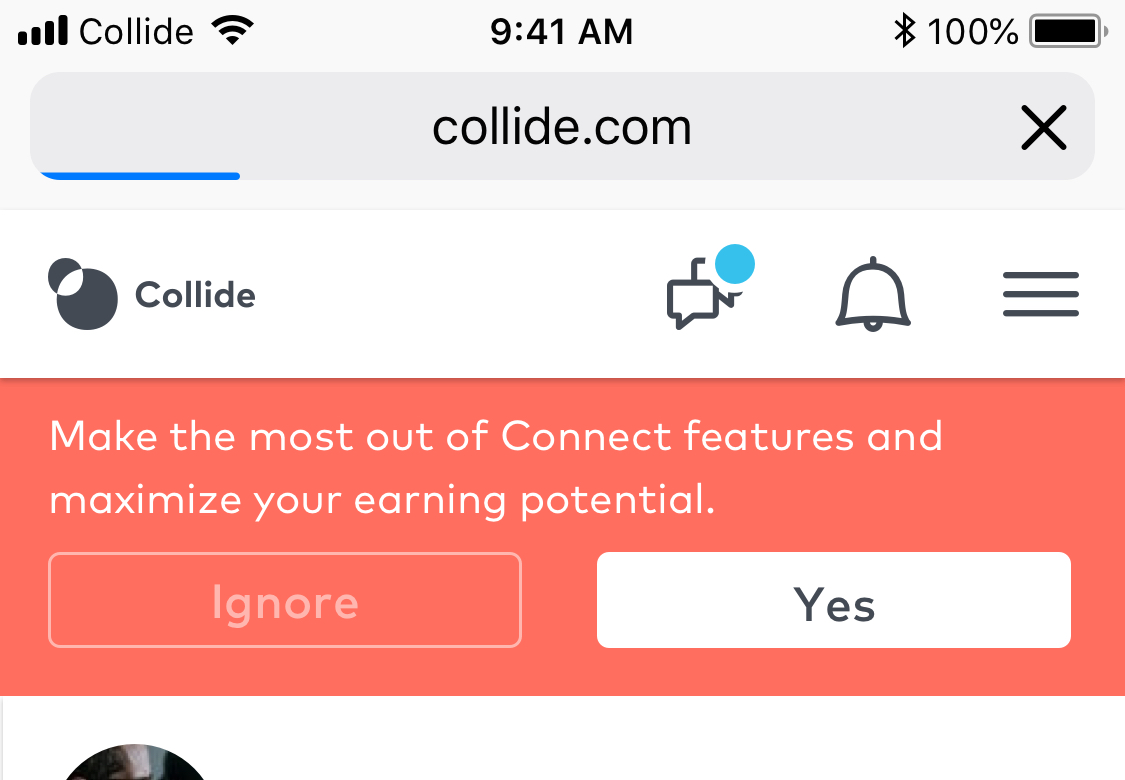 Collide 9:41 AM 100%
collide.com
Collide
Make the most out of Connect features and
maximize your earning potential.
Ignore Yes